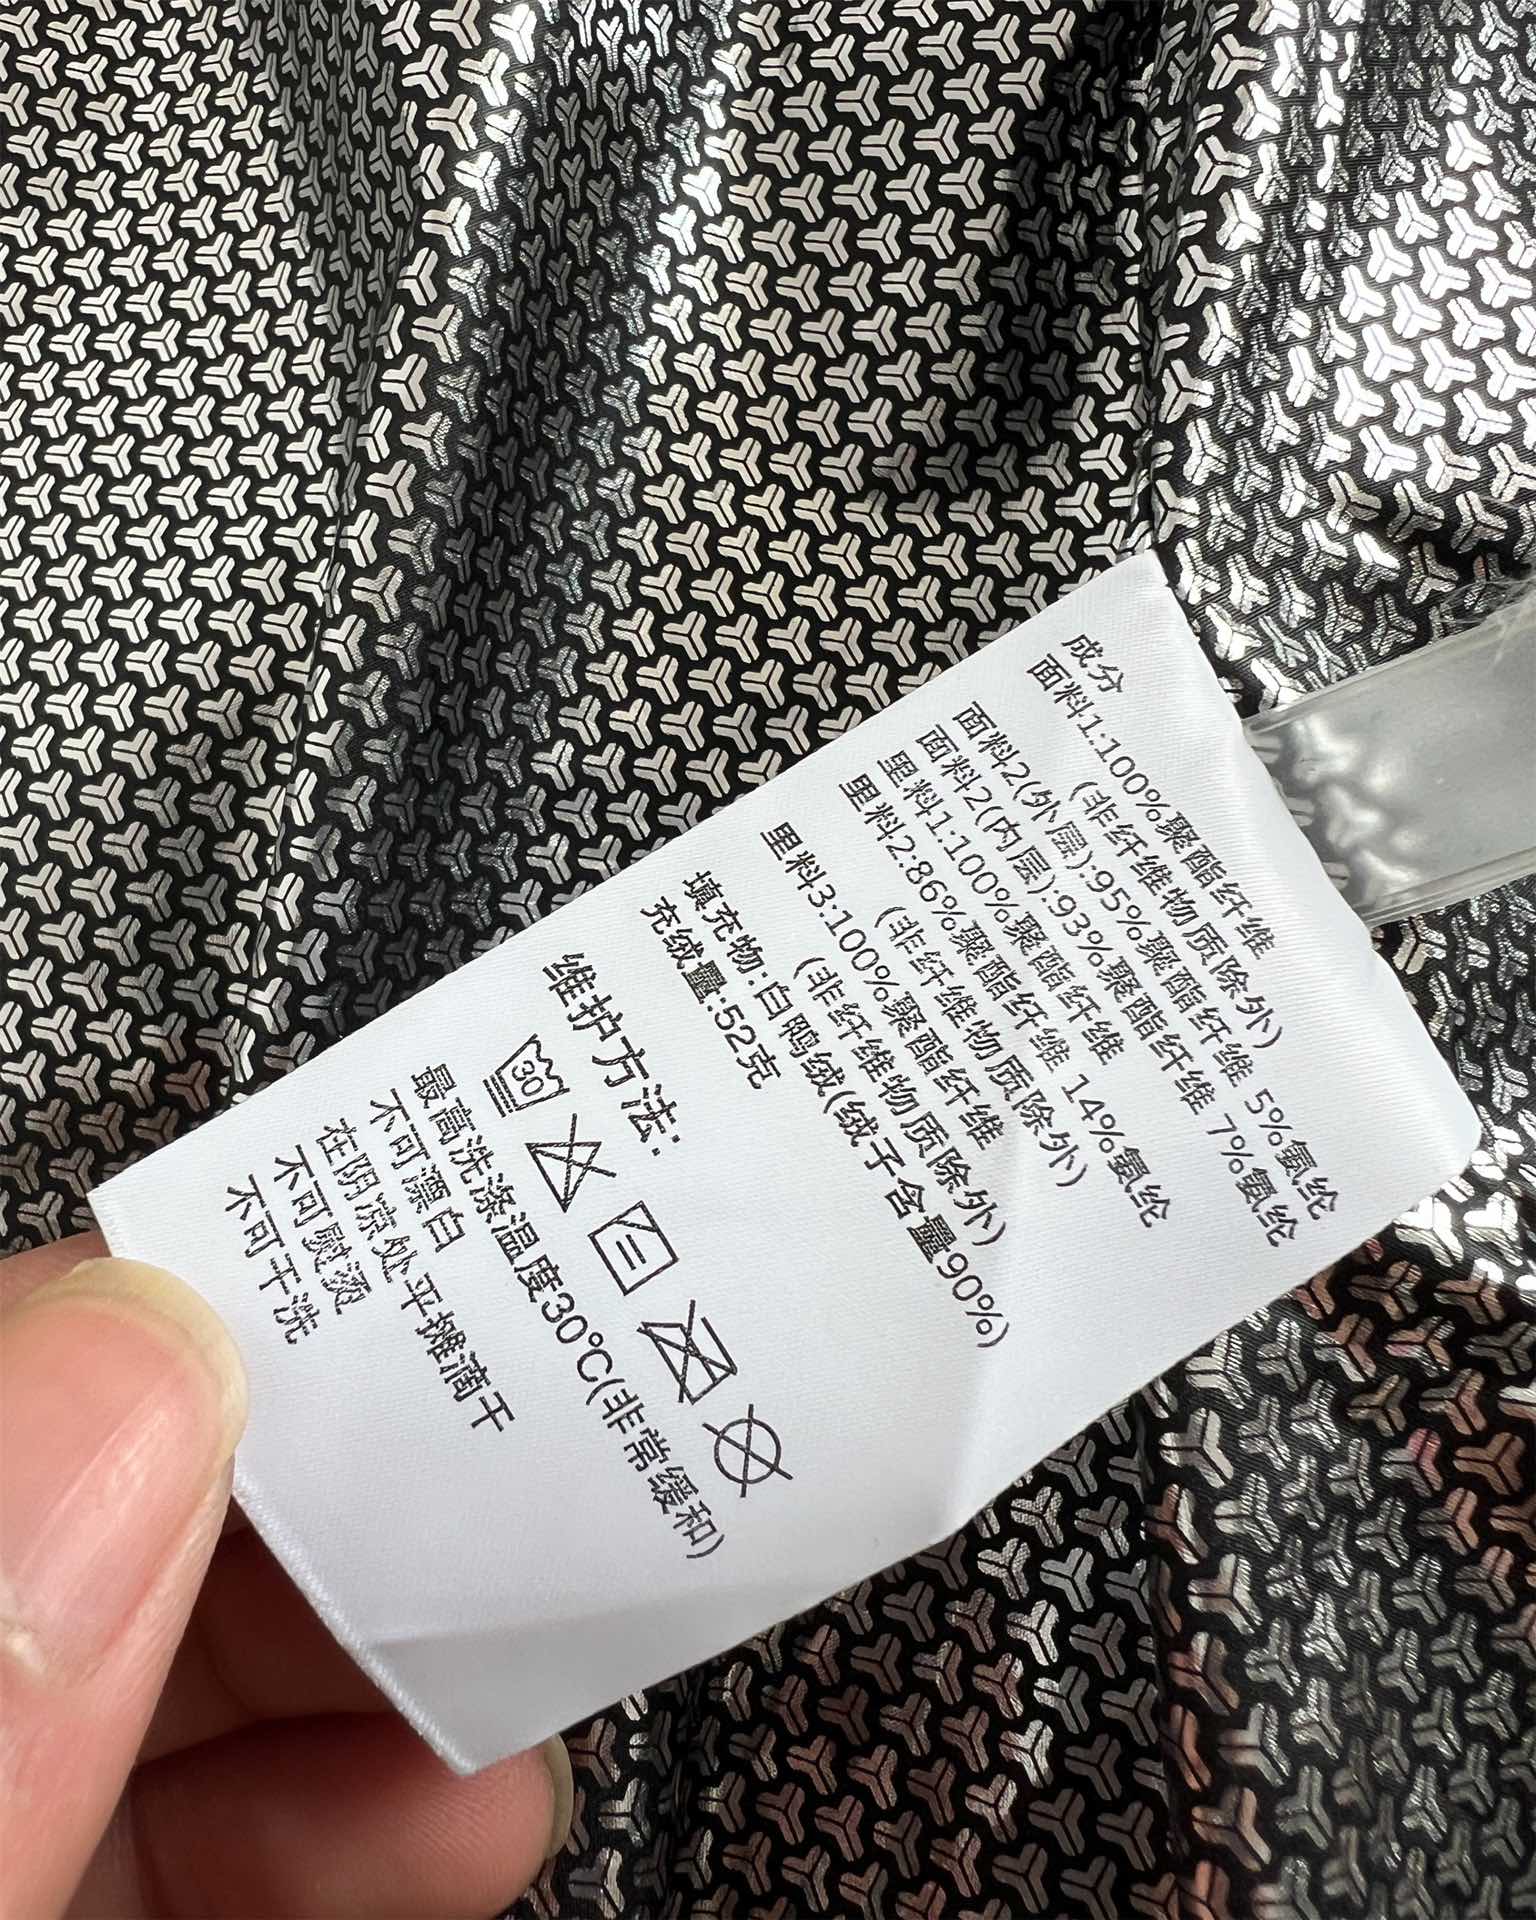 成分
面料1:100%聚酯纤维
(非纤维物质除外)
面料2(外层):95%聚酯纤维 5%氨纶
面料2(内层):93%聚酯纤维 7%氨纶
里料1:100%聚酯纤维
里料2:86%聚酯纤维 14%氨纶
(非纤维物质除外)
里料3:100%聚酯纤维
(非纤维物质除外)
填充物:白鸭绒(绒子含量90%)
充绒量:52克
维护方法:
30
最高洗涤温度30℃(非常缓和)
不可漂白
在阴凉处平摊滴干
不可熨烫
不可干洗